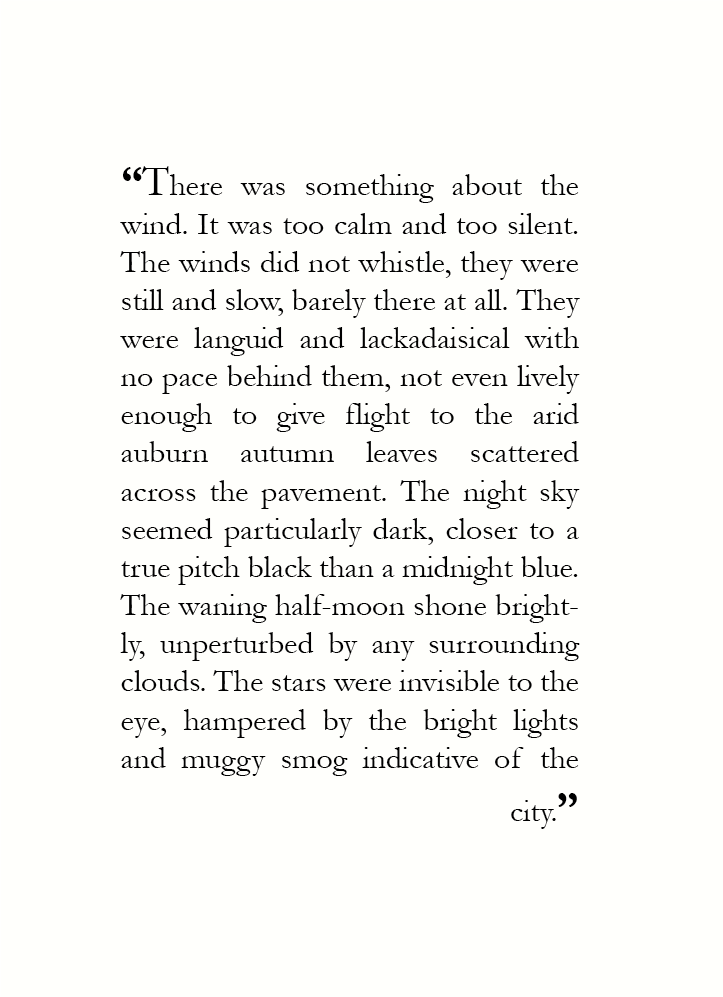 “There was something about the
wind. It was too calm and too silent.
The winds did not whistle, they were
still and slow, barely there at all. They
were languid and lackadaisical with
no pace behind them, not even lively
enough to give flight to the arid
auburn autumn leaves scattered
across the pavement. The night sky
seemed particularly dark, closer to a
true pitch black than a midnight blue.
The waning half-moon shone bright-
ly, unperturbed by any surrounding
clouds. The stars were invisible to the
eye, hampered by the bright lights
and muggy smog indicative of the
city.”